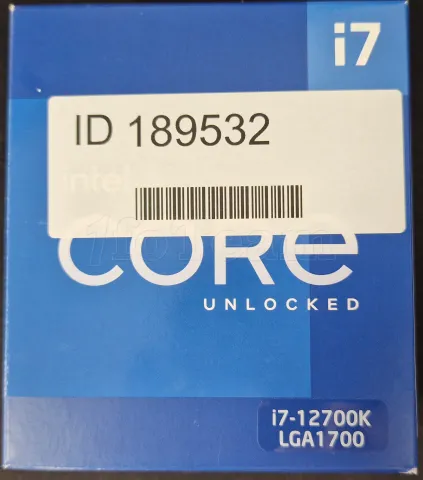 i7
ID 189532
intel
CORE
UNLOCKED
i7-12700K
LGA1700